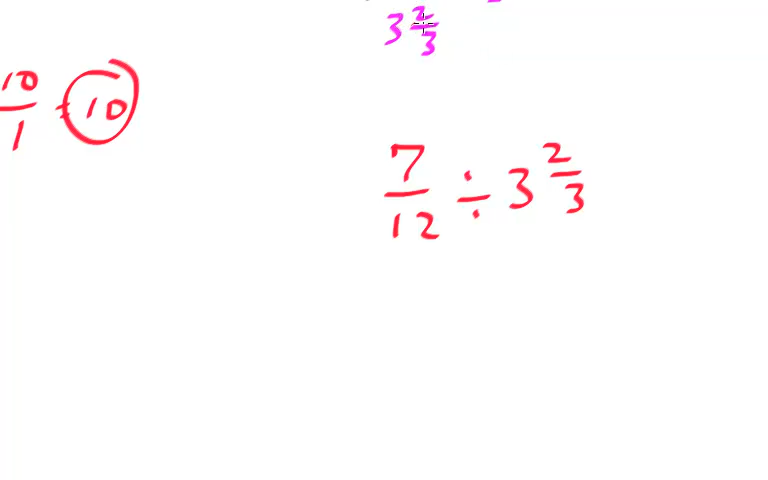 3 2/3
10/1 = 10
7/12 ÷ 3 2/3